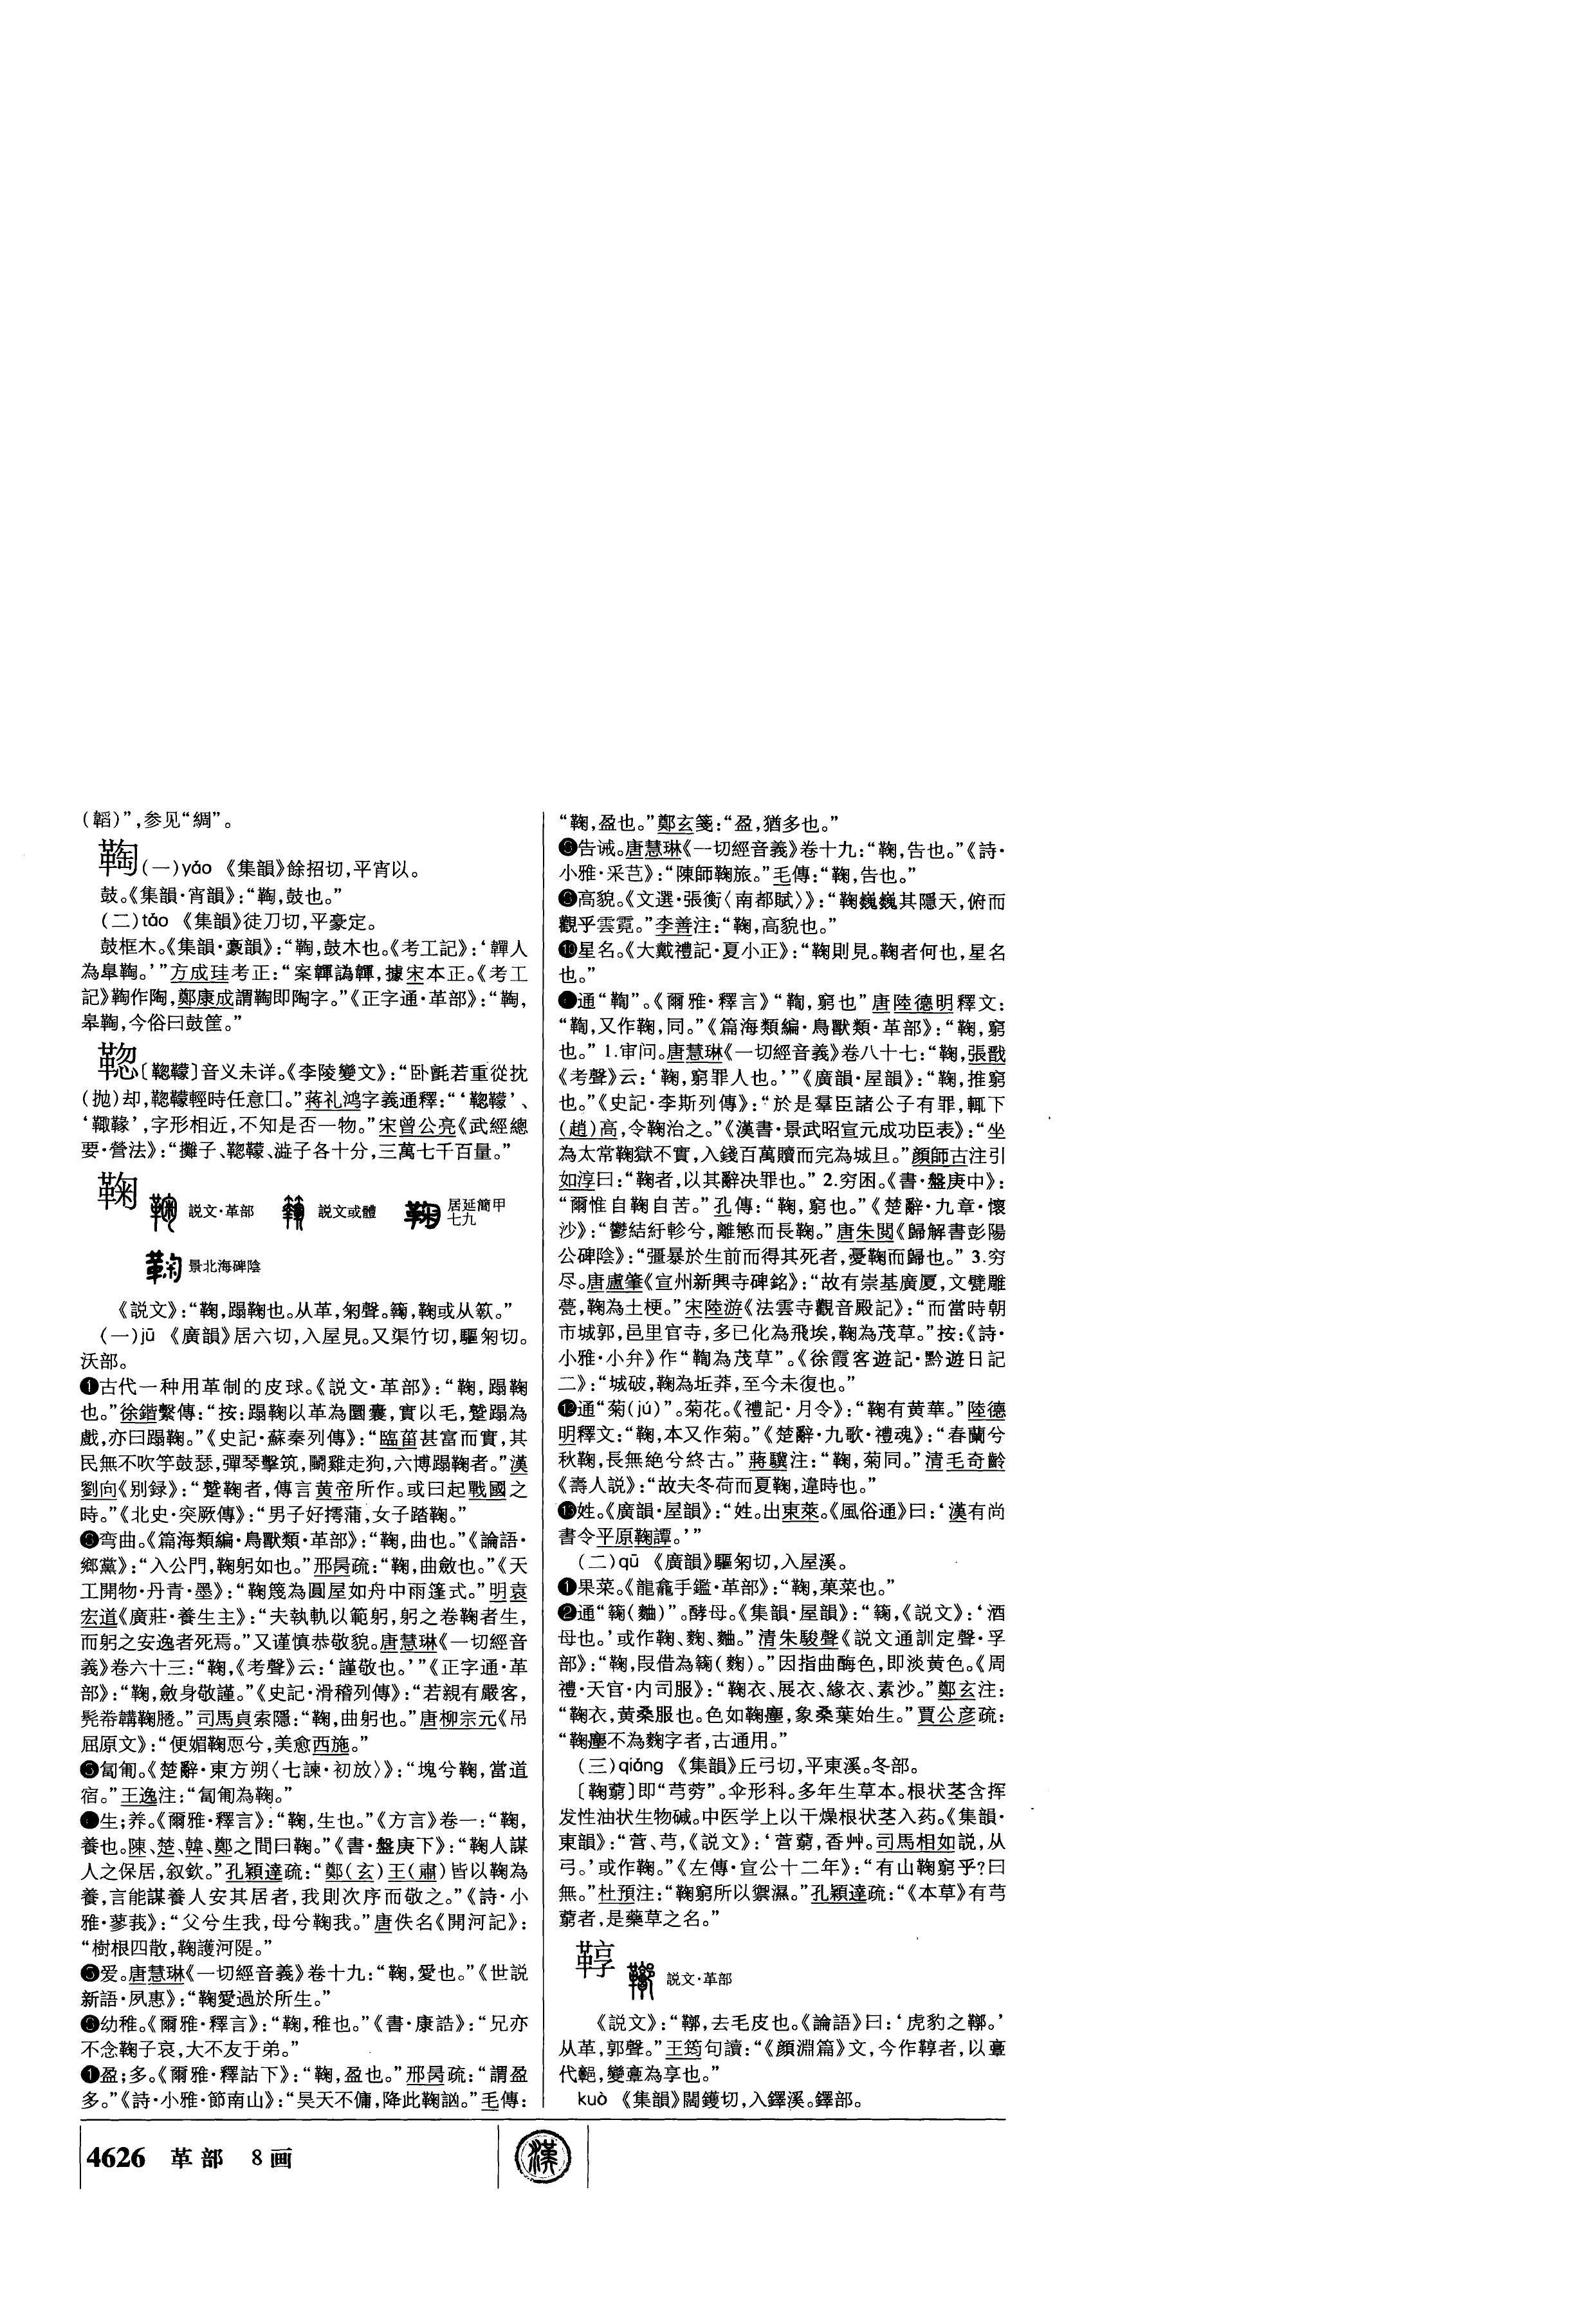 (韜)”,参见“綢”。
鞠(一)yáo 《集韻》餘招切,平宵以。
鼓。《集韻·宵韻》:“鞀,鼓也。”
(二)táo 《集韻》徒刀切,平豪定。
鼓框木。《集韻·豪韻》:“鞀,鼓木也。《考工記》:‘韗人
為臯鞀。’”方成珪考正:“案韗譌韗,據宋本正。《考工
記》鞀作陶,鄭康成謂鞀即陶字。”《正字通·革部》:“鞀,
臯鞀,今俗曰鼓筐。”
〔䩺䩦〕音义未详。《李陵變文》:“卧氈若重從抌
(抛)却,輕時任意囗。”蒋礼鸿字義通釋:“‘’、
‘’,字形相近,不知是否一物。”宋曾公亮《武經總
要·營法》:“攤子、、澁子各十分,三萬七千百量。”
鞠 説文·革部 説文或體 居延簡甲七九
景北海碑陰
《説文》:“鞠,蹋鞠也。从革,匊聲。,鞠或从。”
(一)jū 《廣韻》居六切,入屋見。又渠竹切,驅匊切。
沃部。
❶古代一种用革制的皮球。《説文·革部》:“鞠,蹋鞠
也。”徐鍇繫傳:“按:蹋鞠以革為圜囊,實以毛,蹵蹋為
戲,亦曰蹋鞠。”《史記·蘇秦列傳》:“臨菑甚富而實,其
民無不吹竽鼓瑟,彈琴擊筑,鬭雞走狗,六博蹋鞠者。”漢
劉向《别録》:“蹵鞠者,傳言黄帝所作。或曰起戰國之
時。”《北史·突厥傳》:“男子好摴蒲,女子踏鞠。”
弯曲。《篇海類編·鳥獸類·革部》:“鞠,曲也。”《論語·
鄉黨》:“入公門,鞠躬如也。”邢昺疏:“鞠,曲斂也。”《天
工開物·丹青·墨》:“鞠篾為圓屋如舟中雨篷式。”明袁
宏道《廣莊·養生主》:“夫執軌以範躬,躬之卷鞠者生,
而躬之安逸者死焉。”又谨慎恭敬貌。唐慧琳《一切經音
義》卷六十三:“鞠,《考聲》云:‘謹敬也。’”《正字通·革
部》:“鞠,斂身敬謹。”《史記·滑稽列傳》:“若親有嚴客,
髡帣韝鞠䠆。”司馬貞索隱:“鞠,曲躬也。”唐柳宗元《吊
屈原文》:“便媚鞠恧兮,美愈西施。”
匐匍。《楚辭·東方朔〈七諫·初放〉》:“塊兮鞠,當道
宿。”王逸注:“匐匍為鞠。”
生;养。《爾雅·釋言》:“鞠,生也。”《方言》卷一:“鞠,
養也。陳、楚、韓、鄭之間曰鞠。”《書·盤庚下》:“鞠人謀
人之保居,叙欽。”孔穎達疏:“鄭(玄)王(肅)皆以鞠為
養,言能謀養人安其居者,我則次序而敬之。”《詩·小
雅·蓼莪》:“父兮生我,母兮鞠我。”唐佚名《開河記》:
“樹根四散,鞠護河隄。”
❺爱。唐慧琳《一切經音義》卷十九:“鞠,愛也。”《世説
新語·夙惠》:“鞠愛過於所生。”
❻幼稚。《爾雅·釋言》:“鞠,稚也。”《書·康誥》:“兄亦
不念鞠子哀,大不友于弟。”
盈;多。《爾雅·釋詁下》:“鞠,盈也。”邢昺疏:“謂盈
多。”《詩·小雅·節南山》:“昊天不傭,降此鞠訩。”毛傳:
“鞠,盈也。”鄭玄箋:“盈,猶多也。”
告诫。唐慧琳《一切經音義》卷十九:“鞠,告也。”《詩·
小雅·采芑》:“陳師鞠旅。”毛傳:“鞠,告也。”
高貌。《文選·張衡〈南都賦〉》:“鞠巍巍其隱天,俯而
觀乎雲霓。”李善注:“鞠,高貌也。”
❿星名。《大戴禮記·夏小正》:“鞠則見。鞠者何也,星名
也。”
通“鞫”。《爾雅·釋言》“鞫,窮也”唐陸德明釋文:
“鞫,又作鞠,同。”《篇海類編·鳥獸類·革部》:“鞠,窮
也。”1.审问。唐慧琳《一切經音義》卷八十七:“鞠,張戩
《考聲》云:‘鞠,窮罪人也。’”《廣韻·屋韻》:“鞠,推窮
也。”《史記·李斯列傳》:“於是羣臣諸公子有罪,輒下
(趙)高,令鞠治之。”《漢書·景武昭宣元成功臣表》:“坐
為太常鞠獄不實,入錢百萬贖而完為城旦。”顔師古注引
如淳曰:“鞠者,以其辭決罪也。”2.穷困。《書·盤庚中》:
“爾惟自鞠自苦。”孔傳:“鞠,窮也。”《楚辭·九章·懷
沙》:“鬱結紆軫兮,離慜而長鞠。”唐朱閲《歸解書彭陽
公碑陰》:“彊暴於生前而得其死者,憂鞠而歸也。”3.穷
尽。唐盧肇《宣州新興寺碑銘》:“故有崇基廣厦,文甓雕
甍,鞠為土梗。”宋陸游《法雲寺觀音殿記》:“而當時朝
市城郭,邑里官寺,多已化為飛埃,鞠為茂草。”按:《詩·
小雅·小弁》作“鞫為茂草”。《徐霞客遊記·黔遊日記
二》:“城破,鞠為坵莽,至今未復也。”
⓬通“菊(jú)”。菊花。《禮記·月令》:“鞠有黄華。”陸德
明釋文:“鞠,本又作菊。”《楚辭·九歌·禮魂》:“春蘭兮
秋鞠,長無絶兮終古。”蔣驥注:“鞠,菊同。”清毛奇齡
《壽人説》:“故夫冬荷而夏鞠,違時也。”
⓭姓。《廣韻·屋韻》:“姓。出東萊。《風俗通》曰:‘漢有尚
書令平原鞠譚。’”
(二)qū 《廣韻》驅匊切,入屋溪。
❶果菜。《龍龕手鑑·革部》:“鞠,菓菜也。”
❷通“䴷(麯)”。酵母。《集韻·屋韻》:“,《説文》:‘酒
母也。’或作鞠、麴、麯。”清朱駿聲《説文通訓定聲·孚
部》:“鞠,叚借為(麴)。”因指曲酶色,即淡黄色。《周
禮·天官·内司服》:“鞠衣、展衣、緣衣、素沙。”鄭玄注:
“鞠衣,黄桑服也。色如鞠塵,象桑葉始生。”賈公彦疏:
“鞠塵不為麴字者,古通用。”
(三)qiáng 《集韻》丘弓切,平東溪。冬部。
〔鞠藭〕即“芎䓖”。伞形科。多年生草本。根状茎含挥
发性油状生物碱。中医学上以干燥根状茎入药。《集韻·
東韻》:“营、芎,《説文》:‘营藭,香艸。司馬相如説,从
弓。’或作鞠。”《左傳·宣公十二年》:“有山鞠窮乎?曰
無。”杜預注:“鞠窮所以禦濕。”孔穎達疏:“《本草》有芎
藭者,是藥草之名。”
鞟 説文·革部
《説文》:“鞹,去毛皮也。《論語》曰:‘虎豹之鞹。’
从革,郭聲。”王筠句讀:“《顔淵篇》文,今作鞟者,以𩫖
代𩫏,變𩫖為享也。”
kuò 《集韻》闊鑊切,入鐸溪。鐸部。
4626 革部 8画 漢